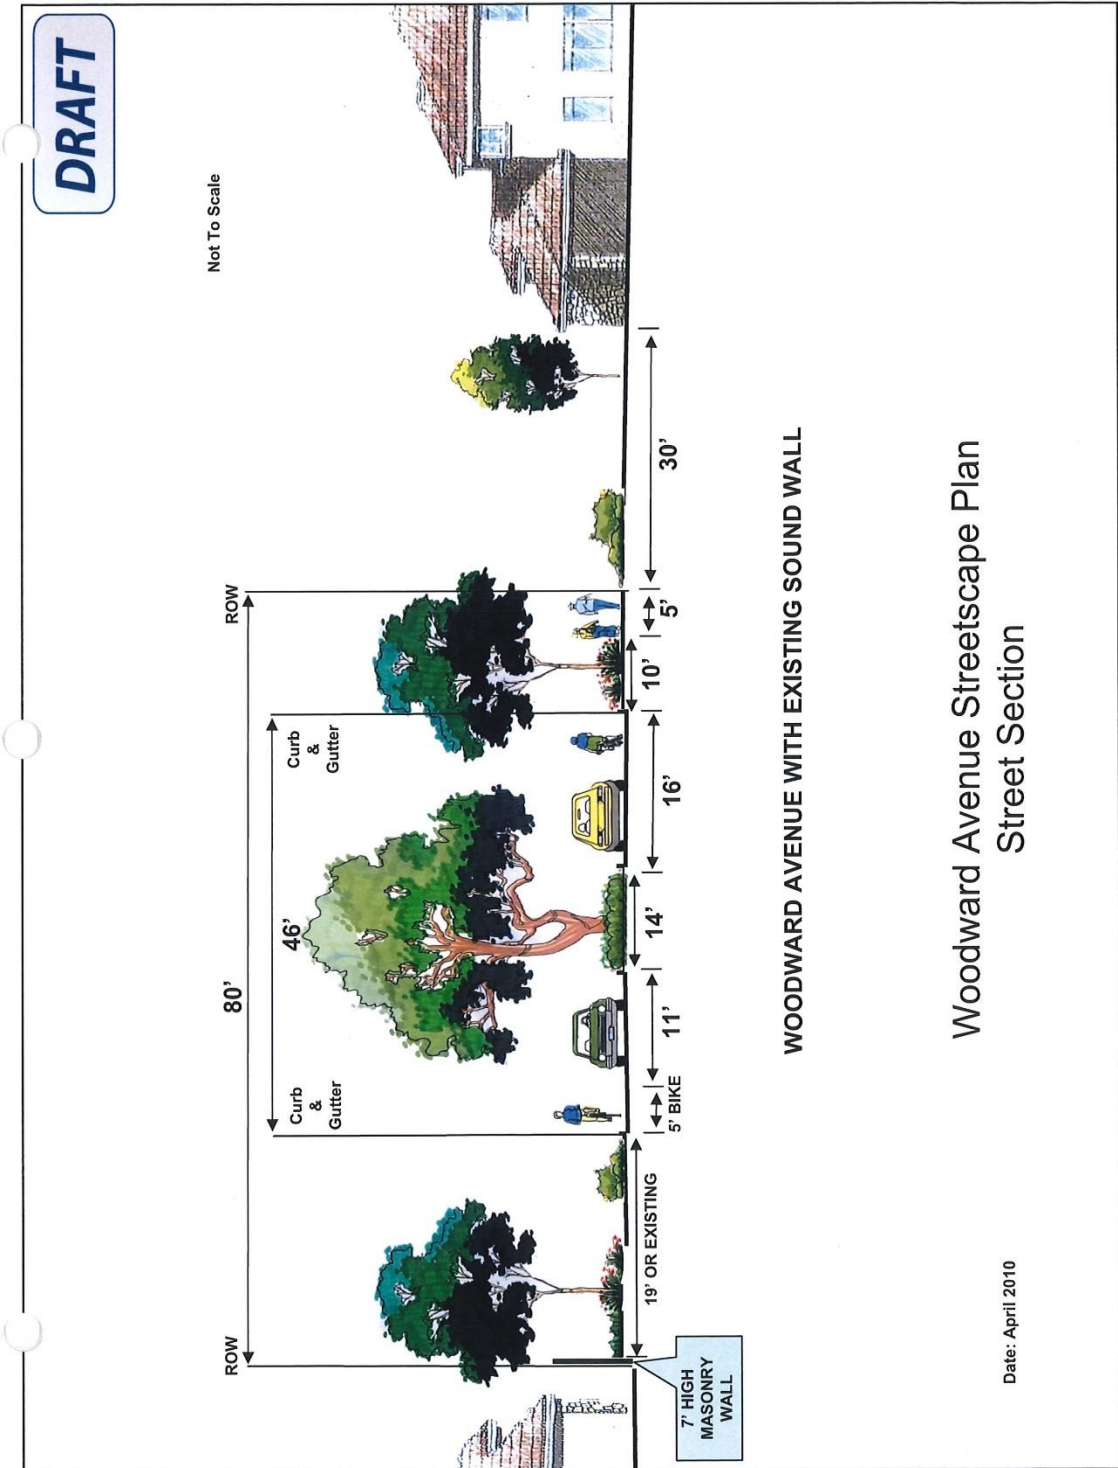 DRAFT
Not To Scale
ROW
80'
ROW
46'
Curb
&
Gutter
Curb
&
Gutter
19' OR EXISTING
5' BIKE
11'
14'
16'
10'
5'
30'
7' HIGH
MASONRY
WALL
WOODWARD AVENUE WITH EXISTING SOUND WALL
Woodward Avenue Streetscape Plan
Street Section
Date: April 2010